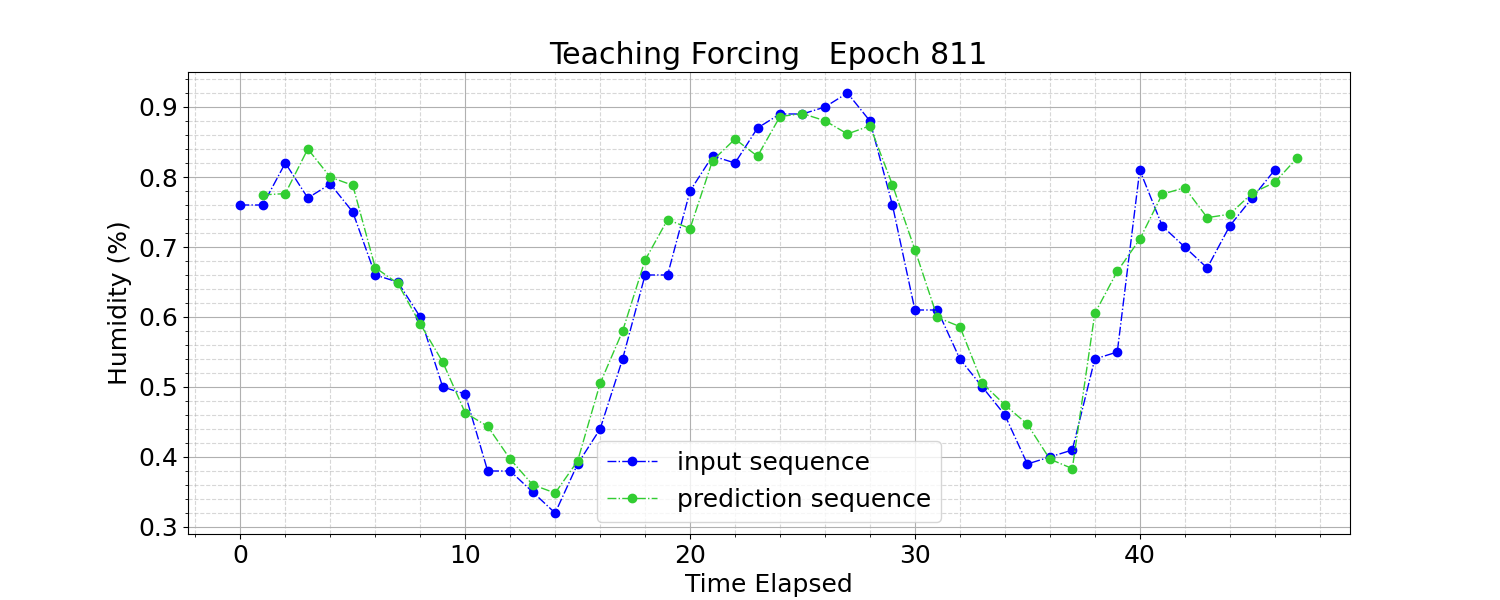 Teaching Forcing   Epoch 811
Humidity (%)
0.9
0.8
0.7
0.6
0.5
0.4
0.3
input sequence
prediction sequence
0 10 20 30 40
Time Elapsed